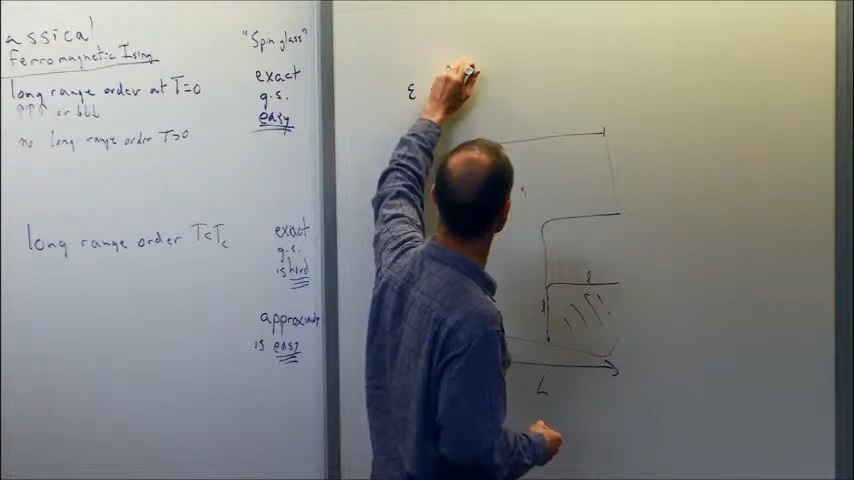 assical
Ferromagnetic Ising
long range order at T=0
↑↑↑ or ↓↓↓
no long range order T>0
long range order T<Tc
"Spin glass"
exact
g.s.
easy
exact
g.s.
is hard
approximate
is easy
ε
l
l
L